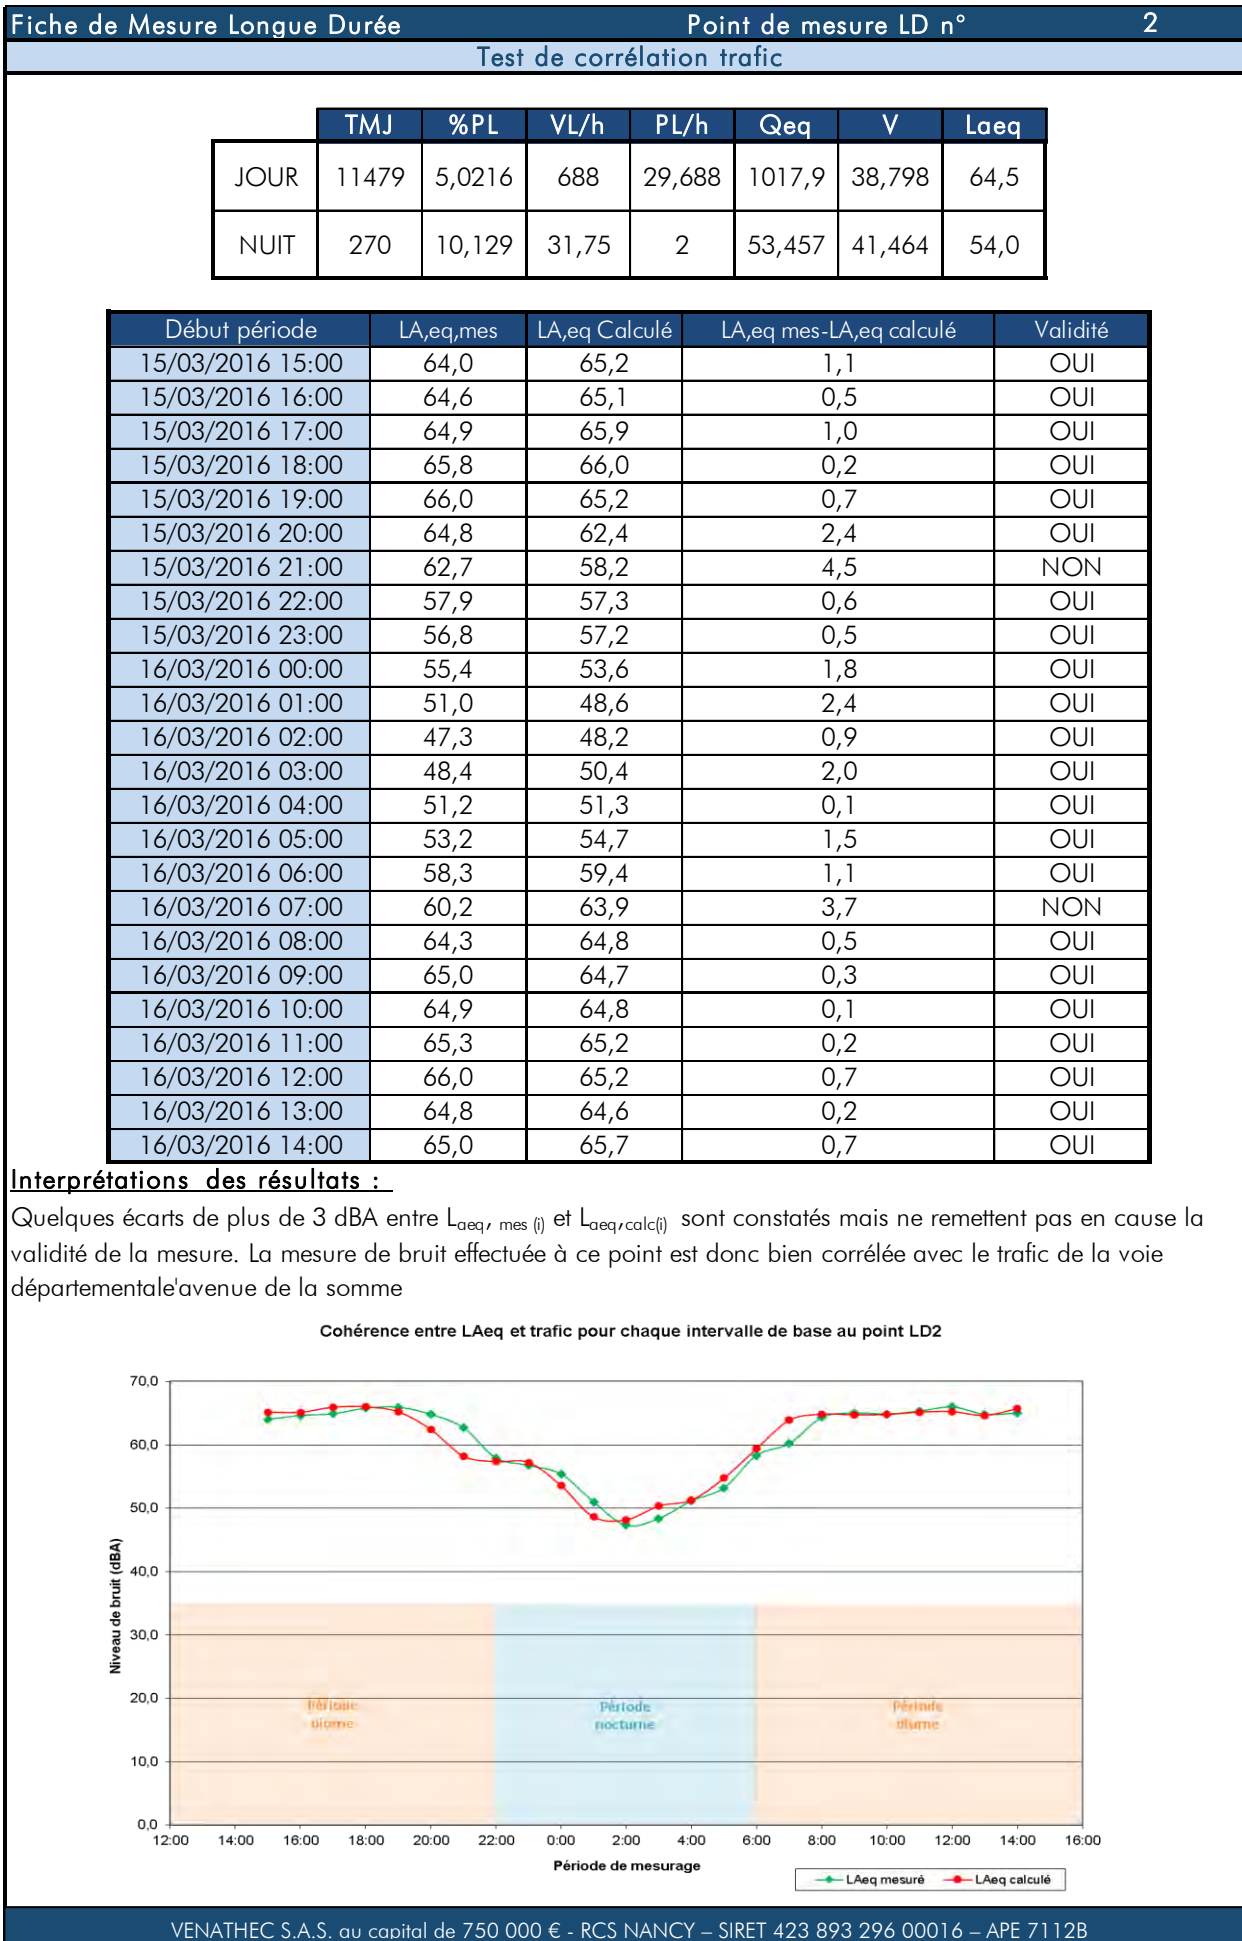 Fiche de Mesure Longue Durée Point de mesure LD n° 2
Test de corrélation trafic
TMJ %PL VL/h PL/h Qeq V Laeq
JOUR 11479 5,0216 688 29,688 1017,9 38,798 64,5
NUIT 270 10,129 31,75 2 53,457 41,464 54,0
Début période LA,eq,mes LA,eq Calculé LA,eq mes-LA,eq calculé Validité
15/03/2016 15:00 64,0 65,2 1,1 OUI
15/03/2016 16:00 64,6 65,1 0,5 OUI
15/03/2016 17:00 64,9 65,9 1,0 OUI
15/03/2016 18:00 65,8 66,0 0,2 OUI
15/03/2016 19:00 66,0 65,2 0,7 OUI
15/03/2016 20:00 64,8 62,4 2,4 OUI
15/03/2016 21:00 62,7 58,2 4,5 NON
15/03/2016 22:00 57,9 57,3 0,6 OUI
15/03/2016 23:00 56,8 57,2 0,5 OUI
16/03/2016 00:00 55,4 53,6 1,8 OUI
16/03/2016 01:00 51,0 48,6 2,4 OUI
16/03/2016 02:00 47,3 48,2 0,9 OUI
16/03/2016 03:00 48,4 50,4 2,0 OUI
16/03/2016 04:00 51,2 51,3 0,1 OUI
16/03/2016 05:00 53,2 54,7 1,5 OUI
16/03/2016 06:00 58,3 59,4 1,1 OUI
16/03/2016 07:00 60,2 63,9 3,7 NON
16/03/2016 08:00 64,3 64,8 0,5 OUI
16/03/2016 09:00 65,0 64,7 0,3 OUI
16/03/2016 10:00 64,9 64,8 0,1 OUI
16/03/2016 11:00 65,3 65,2 0,2 OUI
16/03/2016 12:00 66,0 65,2 0,7 OUI
16/03/2016 13:00 64,8 64,6 0,2 OUI
16/03/2016 14:00 65,0 65,7 0,7 OUI
Interprétations des résultats :
Quelques écarts de plus de 3 dBA entre Laeq, mes (i) et Laeq,calc(i) sont constatés mais ne remettent pas en cause la
validité de la mesure. La mesure de bruit effectuée à ce point est donc bien corrélée avec le trafic de la voie
départementale'avenue de la somme
Cohérence entre LAeq et trafic pour chaque intervalle de base au point LD2
Niveau de bruit (dBA)
70,0
60,0
50,0
40,0
30,0
20,0
10,0
0,0
Période Période Période
diurne nocturne diurne
12:00 14:00 16:00 18:00 20:00 22:00 0:00 2:00 4:00 6:00 8:00 10:00 12:00 14:00 16:00
Période de mesurage
LAeq mesuré LAeq calculé
VENATHEC S.A.S. au capital de 750 000 € - RCS NANCY – SIRET 423 893 296 00016 – APE 7112B